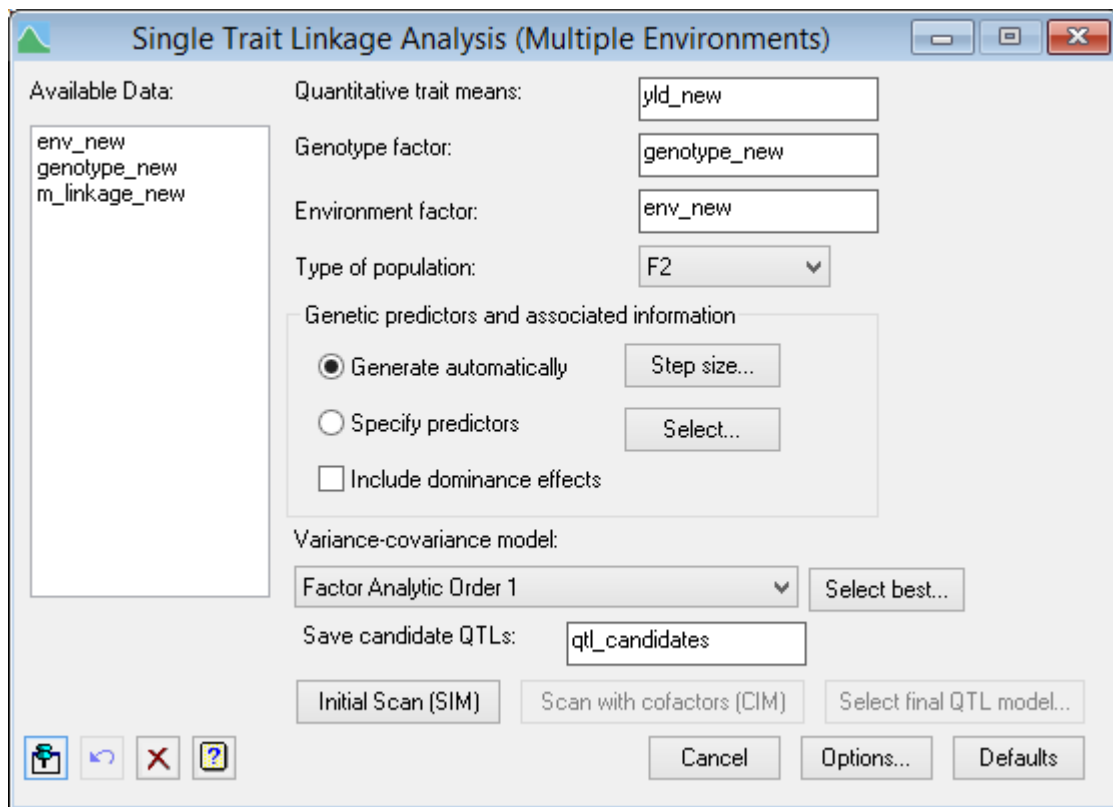 Single Trait Linkage Analysis (Multiple Environments)
Available Data:
env_new
genotype_new
m_linkage_new
Quantitative trait means:
yld_new
Genotype factor:
genotype_new
Environment factor:
env_new
Type of population:
F2
Genetic predictors and associated information
Generate automatically
Step size...
Specify predictors
Select...
Include dominance effects
Variance-covariance model:
Factor Analytic Order 1
Select best...
Save candidate QTLs:
qtl_candidates
Initial Scan (SIM)
Scan with cofactors (CIM)
Select final QTL model...
?
Cancel
Options...
Defaults